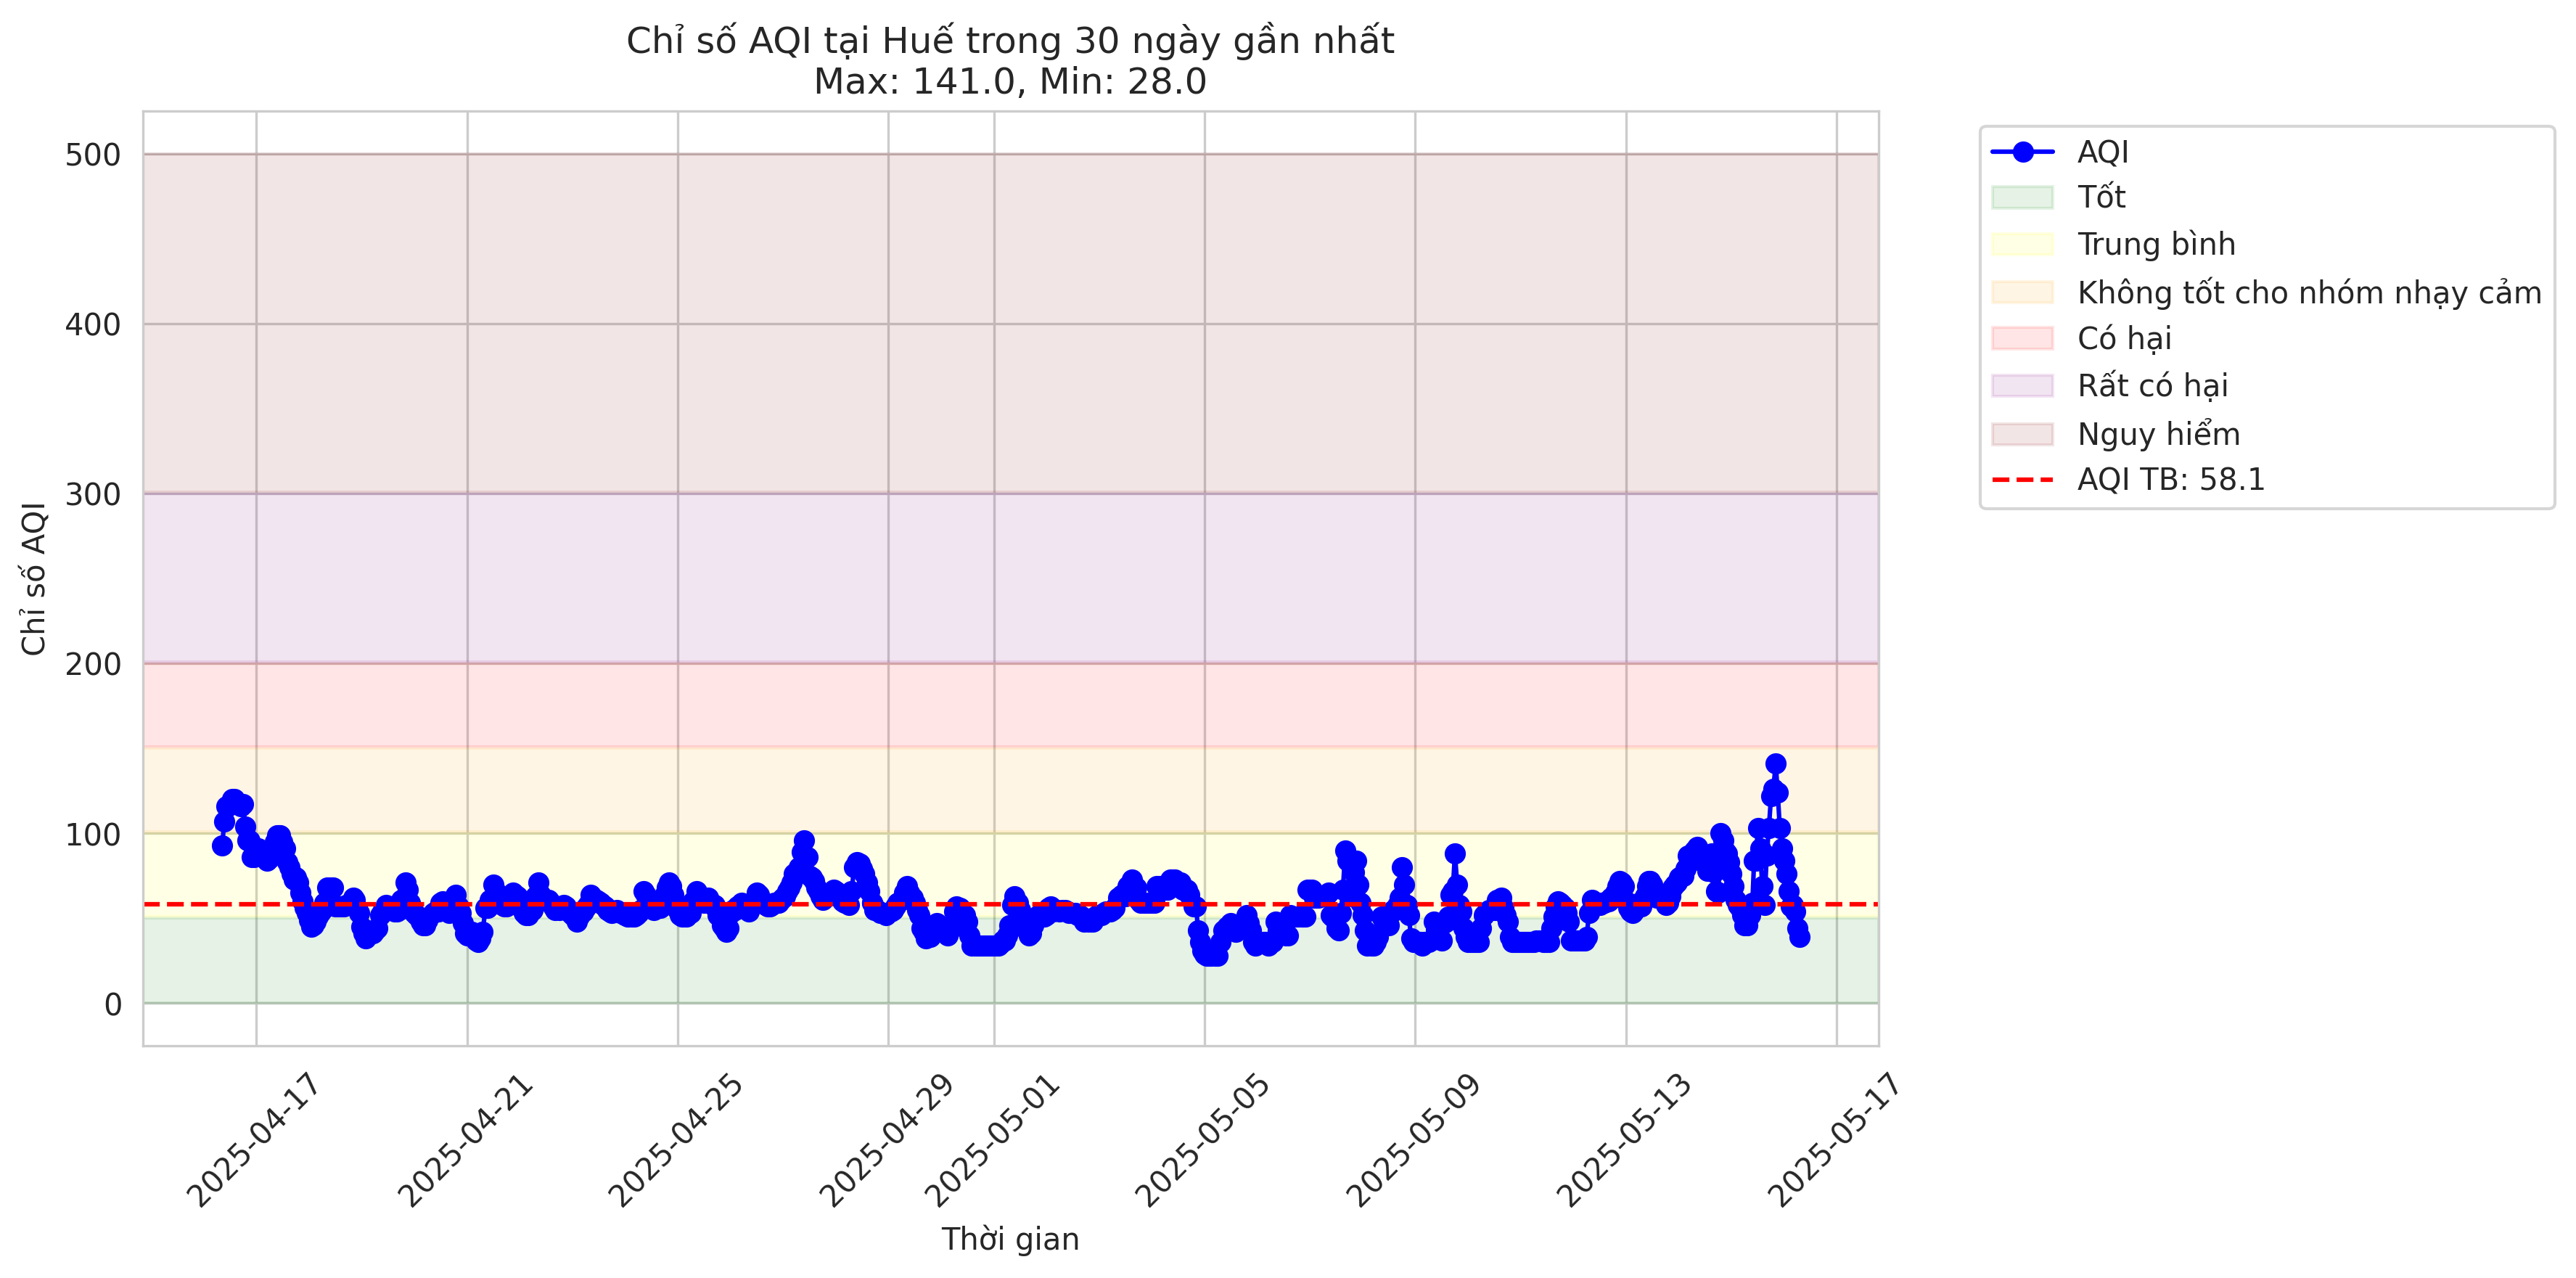 Chỉ số AQI tại Huế trong 30 ngày gần nhất
Max: 141.0, Min: 28.0
Chỉ số AQI
500
400
300
200
100
0
2025-04-17
2025-04-21
2025-04-25
2025-04-29
2025-05-01
2025-05-05
2025-05-09
2025-05-13
2025-05-17
Thời gian
AQI
Tốt
Trung bình
Không tốt cho nhóm nhạy cảm
Có hại
Rất có hại
Nguy hiểm
AQI TB: 58.1